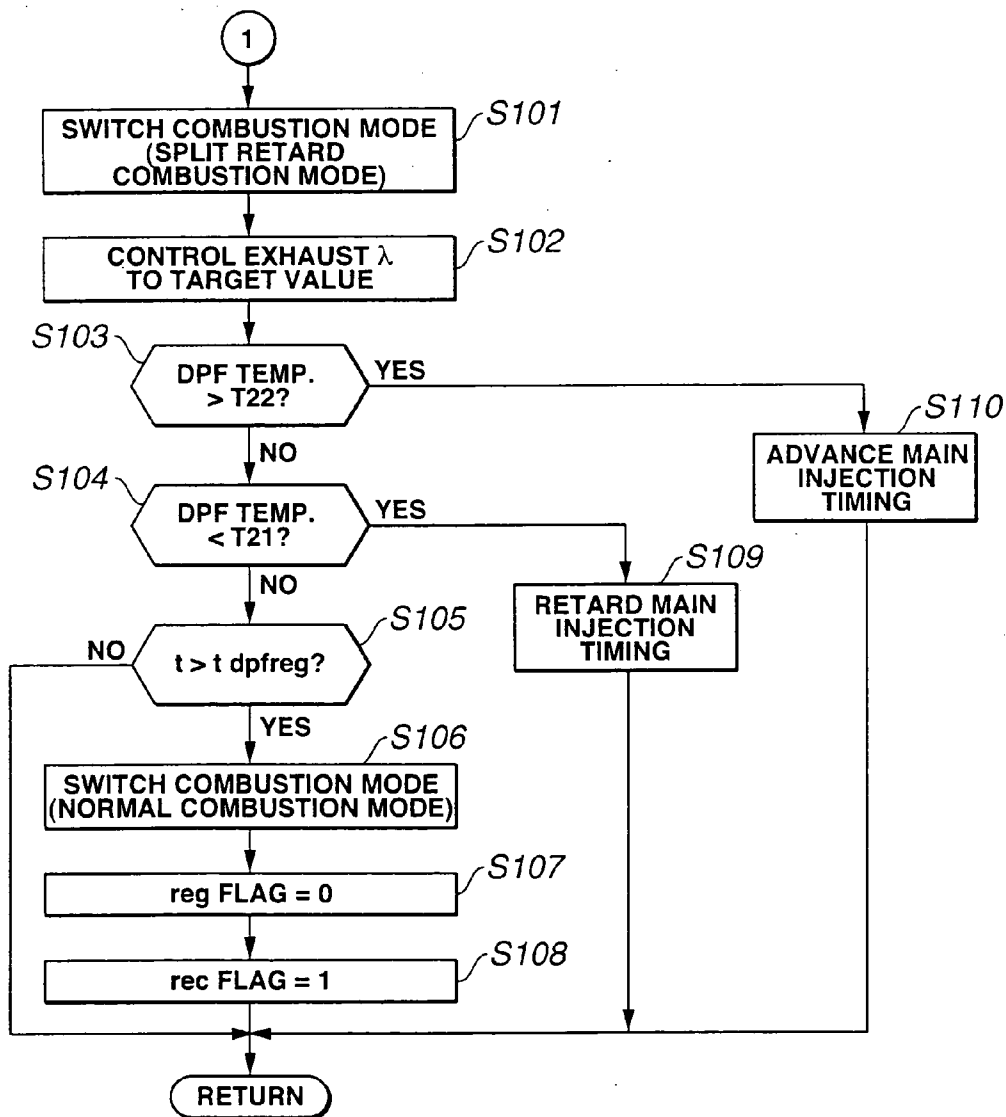 1
SWITCH COMBUSTION MODE
(SPLIT RETARD
COMBUSTION MODE)
S101
CONTROL EXHAUST λ
TO TARGET VALUE
S102
S103
DPF TEMP.
> T22?
YES
NO
S110
ADVANCE MAIN
INJECTION
TIMING
S104
DPF TEMP.
< T21?
YES
NO
S109
RETARD MAIN
INJECTION
TIMING
S105
NO
t > t dpfreg?
YES
S106
SWITCH COMBUSTION MODE
(NORMAL COMBUSTION MODE)
S107
reg FLAG = 0
S108
rec FLAG = 1
RETURN